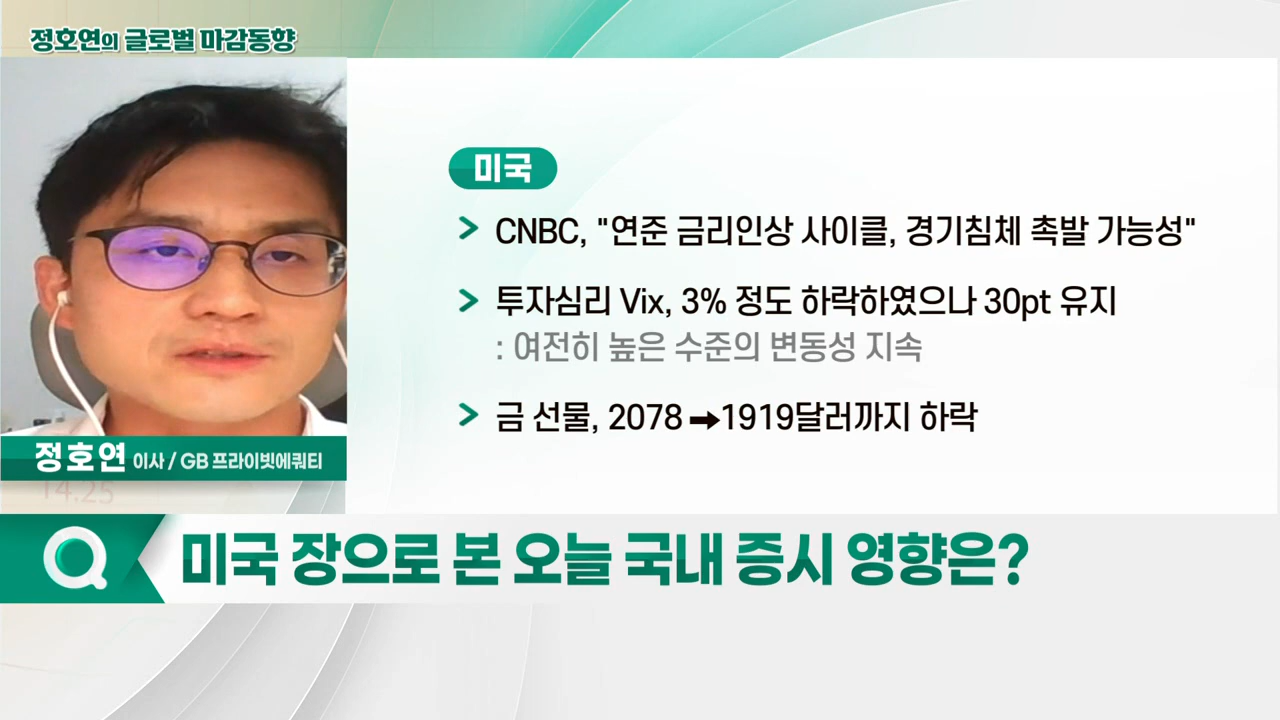 정호연의 글로벌 마감동향
미국
CNBC, "연준 금리인상 사이클, 경기침체 촉발 가능성"
투자심리 Vix, 3% 정도 하락하였으나 30pt 유지
: 여전히 높은 수준의 변동성 지속
금 선물, 2078➡1919달러까지 하락
정호연 이사 / GB 프라이빗에쿼티
14.25
Q 미국 장으로 본 오늘 국내 증시 영향은?